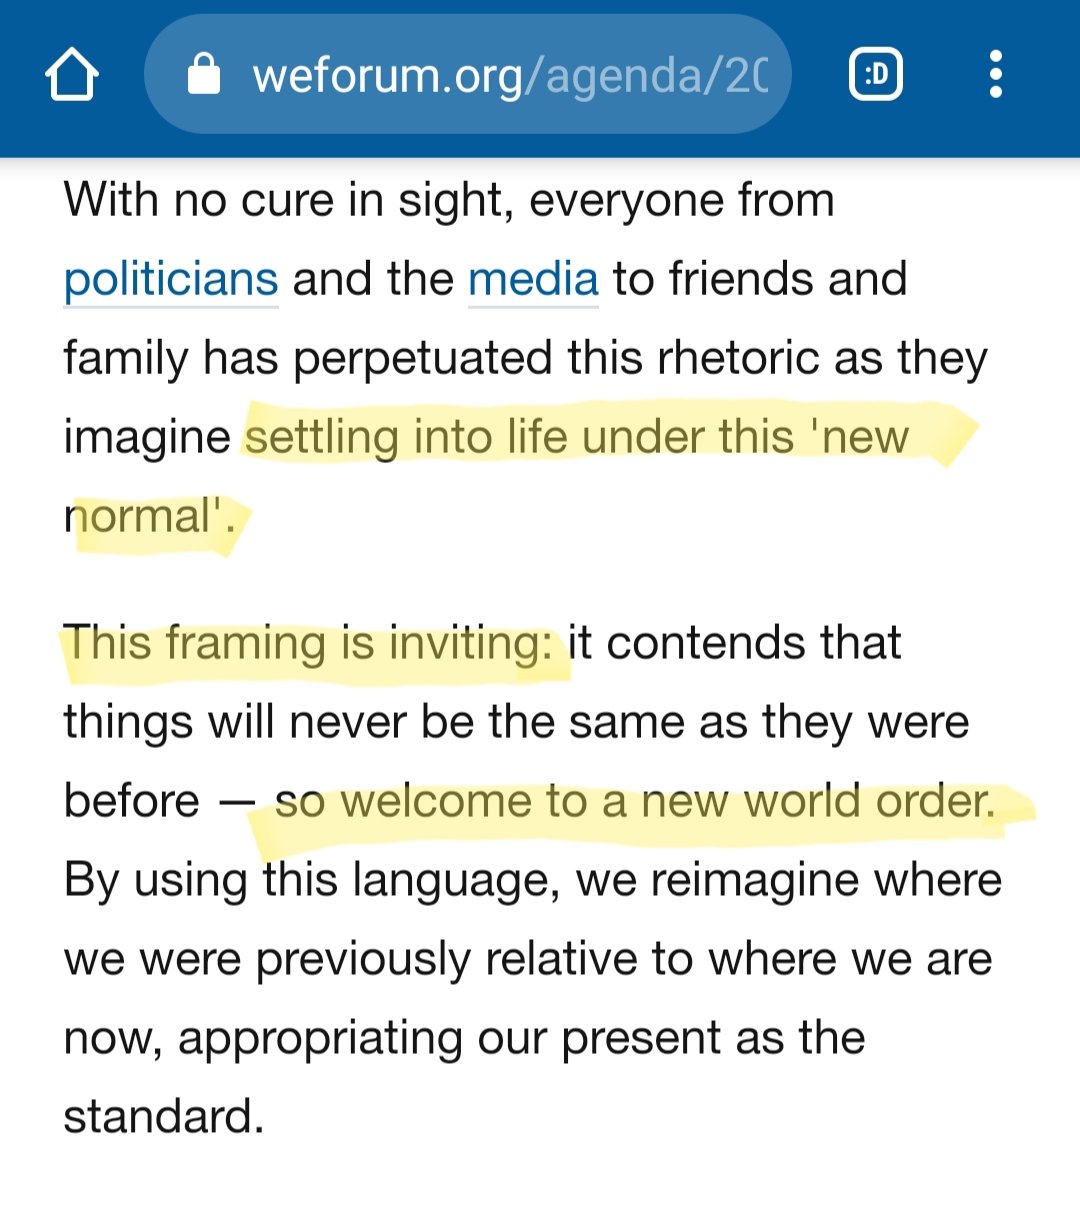 weforum.org/agenda/20
:D
With no cure in sight, everyone from
politicians and the media to friends and
family has perpetuated this rhetoric as they
imagine settling into life under this 'new
normal'.
This framing is inviting: it contends that
things will never be the same as they were
before — so welcome to a new world order.
By using this language, we reimagine where
we were previously relative to where we are
now, appropriating our present as the
standard.